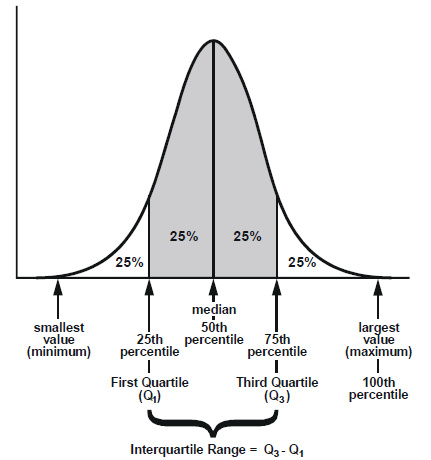 25%
25%
25%
25%
smallest
value
(minimum)
25th
percentile
First Quartile
(Q1)
median
50th
percentile
75th
percentile
Third Quartile
(Q3)
largest
value
(maximum)
100th
percentile
Interquartile Range = Q3 - Q1